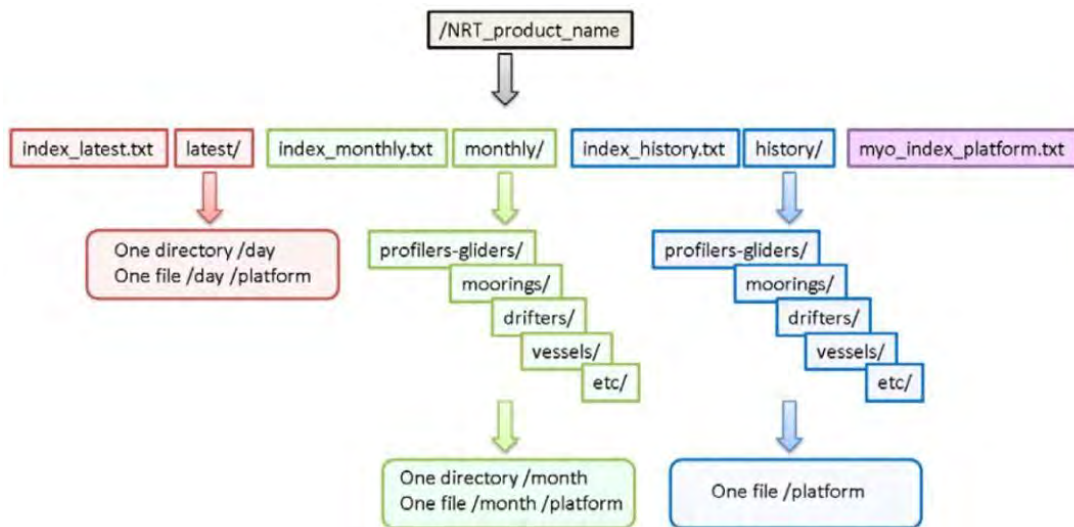 /NRT_product_name
index_latest.txt
latest/
index_monthly.txt
monthly/
index_history.txt
history/
myo_index_platform.txt
One directory /day
One file /day /platform
profilers-gliders/
moorings/
drifters/
vessels/
etc/
profilers-gliders/
moorings/
drifters/
vessels/
etc/
One directory /month
One file /month /platform
One file /platform